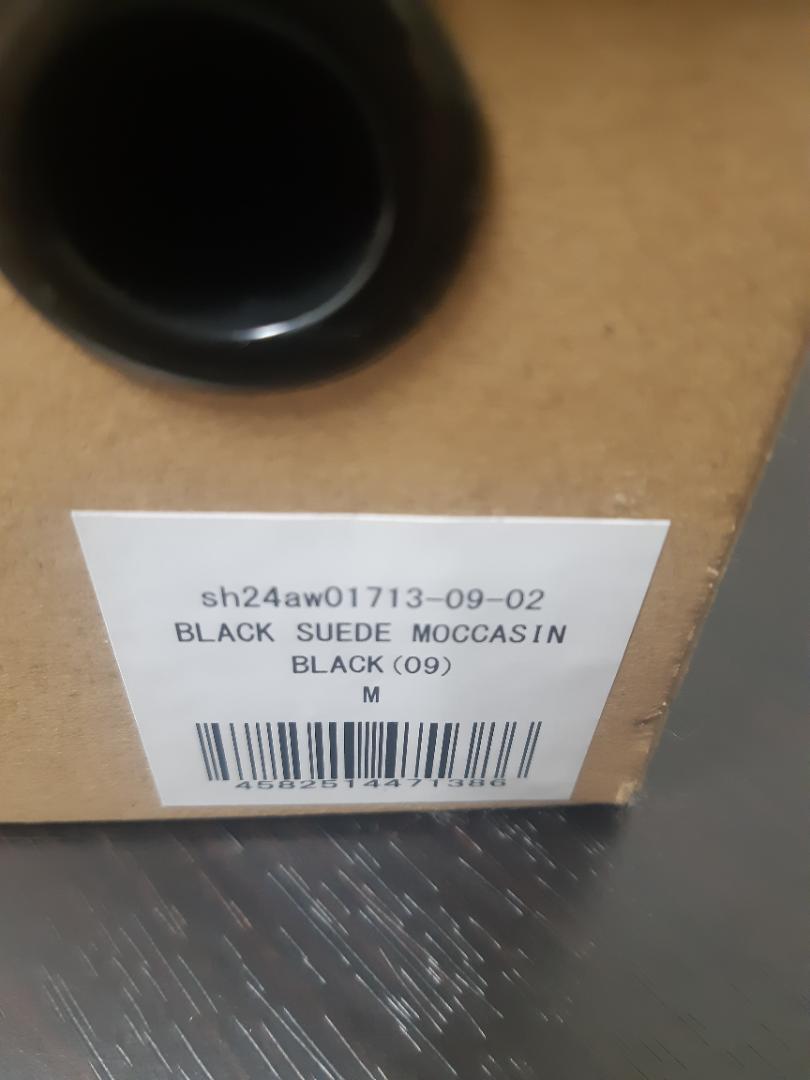 sh24aw01713-09-02
BLACK SUEDE MOCCASIN
BLACK(09)
M
4582514471386